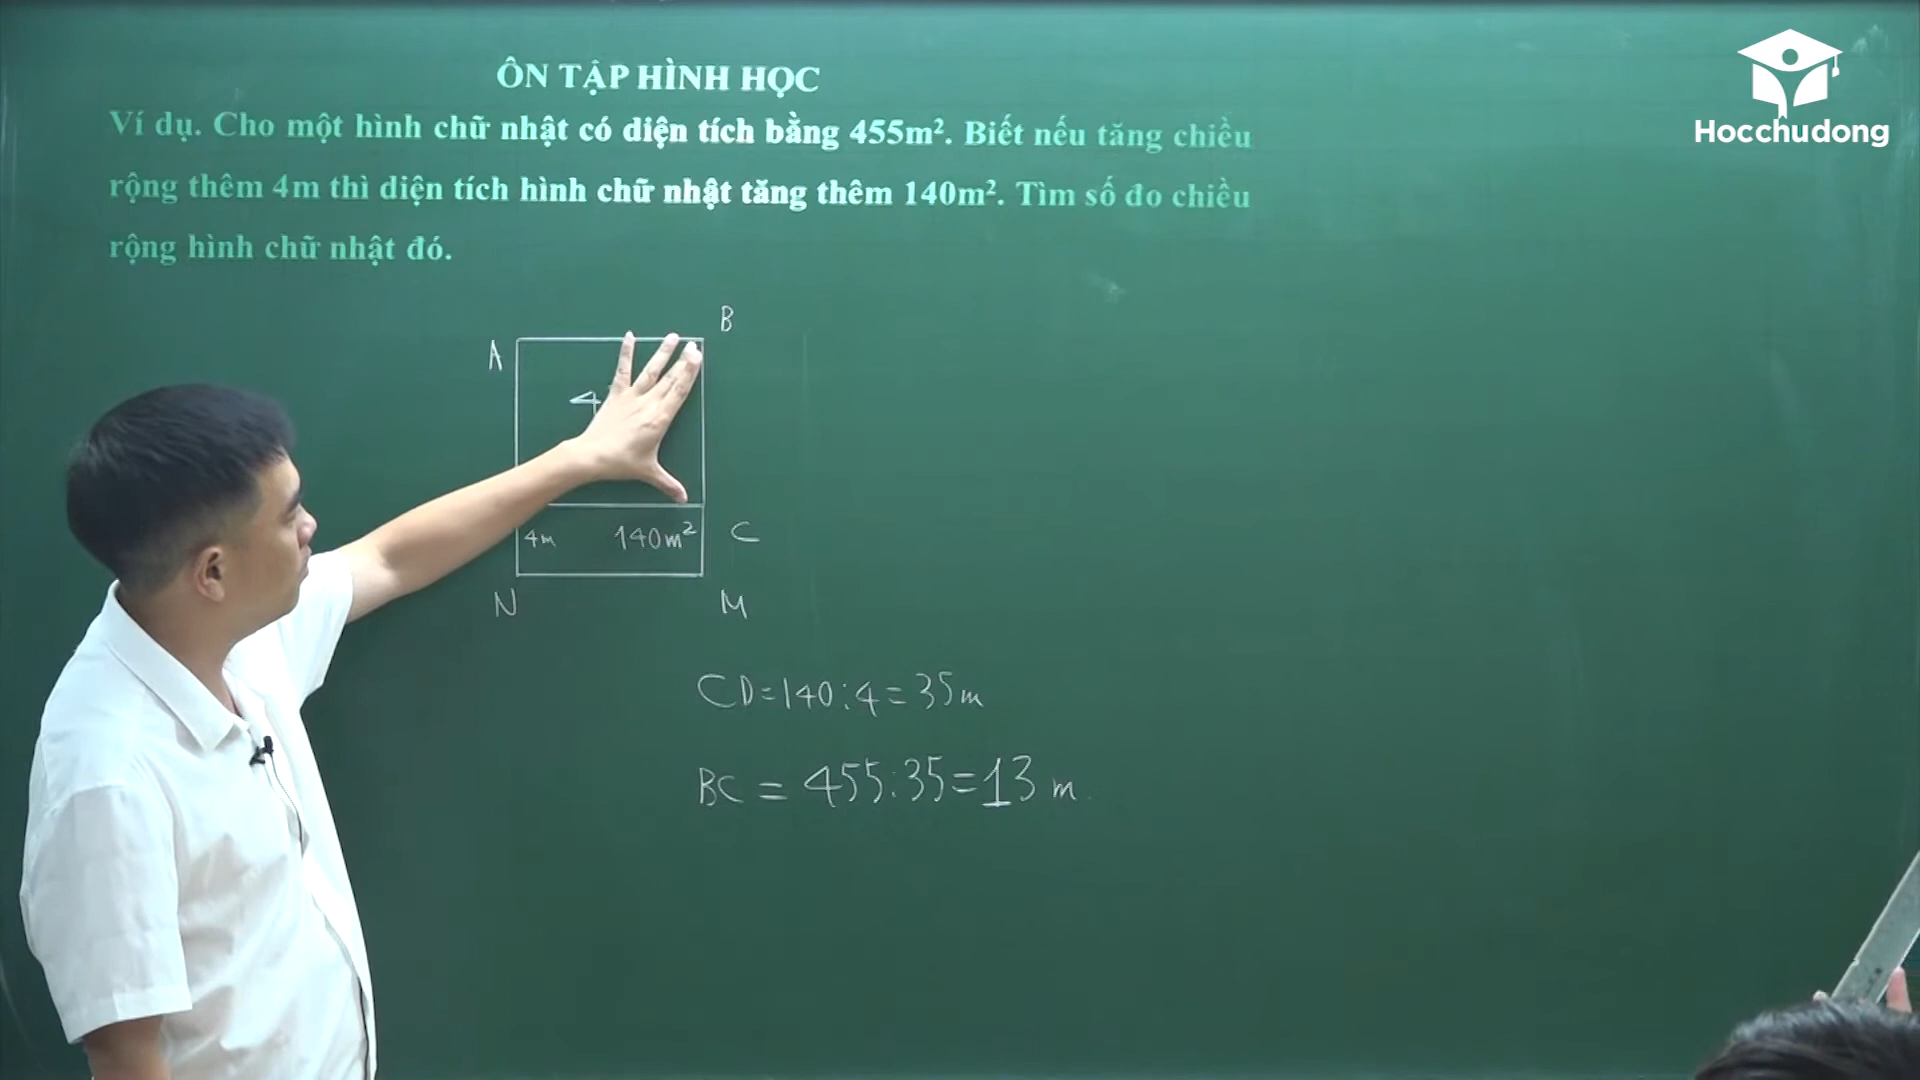 Hocchudong
ÔN TẬP HÌNH HỌC
Ví dụ. Cho một hình chữ nhật có diện tích bằng 455m². Biết nếu tăng chiều
rộng thêm 4m thì diện tích hình chữ nhật tăng thêm 140m². Tìm số đo chiều
rộng hình chữ nhật đó.
B
A
4
4m 140m² C
N M
CD=140:4=35m
BC = 455:35=13 m.